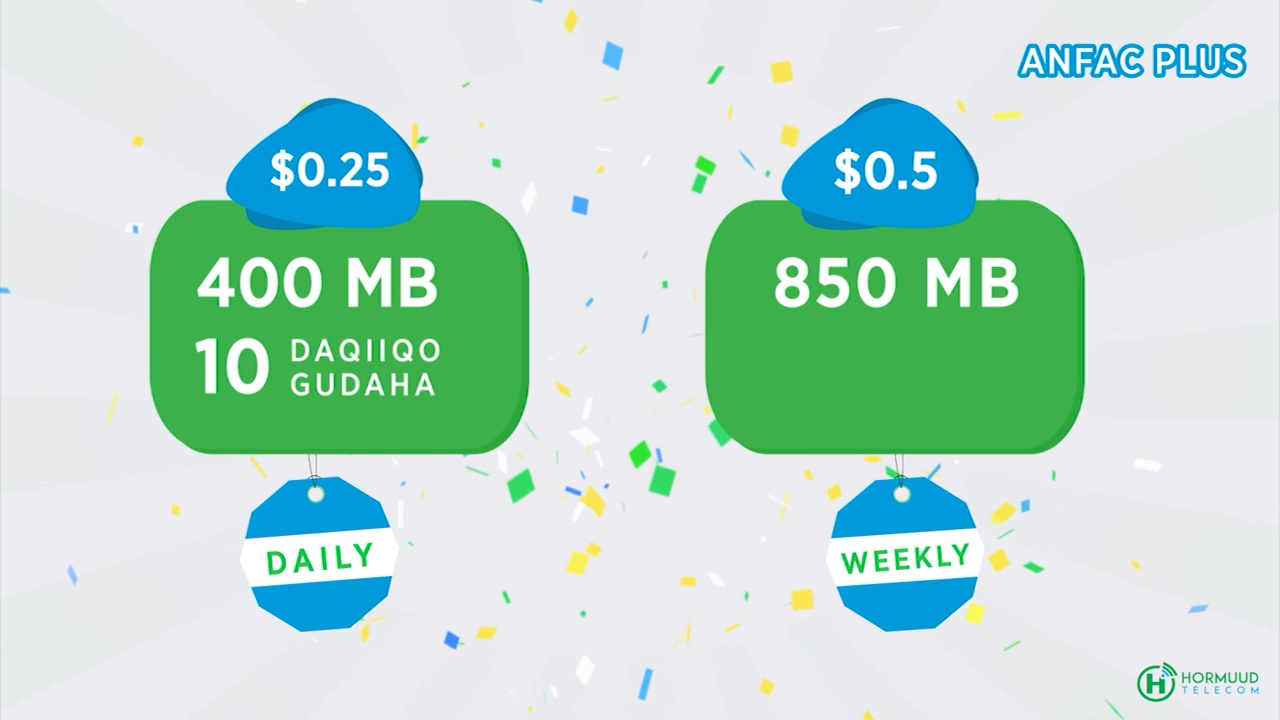 ANFAC PLUS
$0.25
400 MB
10 DAQIIQO
GUDAHA
DAILY
$0.5
850 MB
WEEKLY
HORMUUD
TELECOM